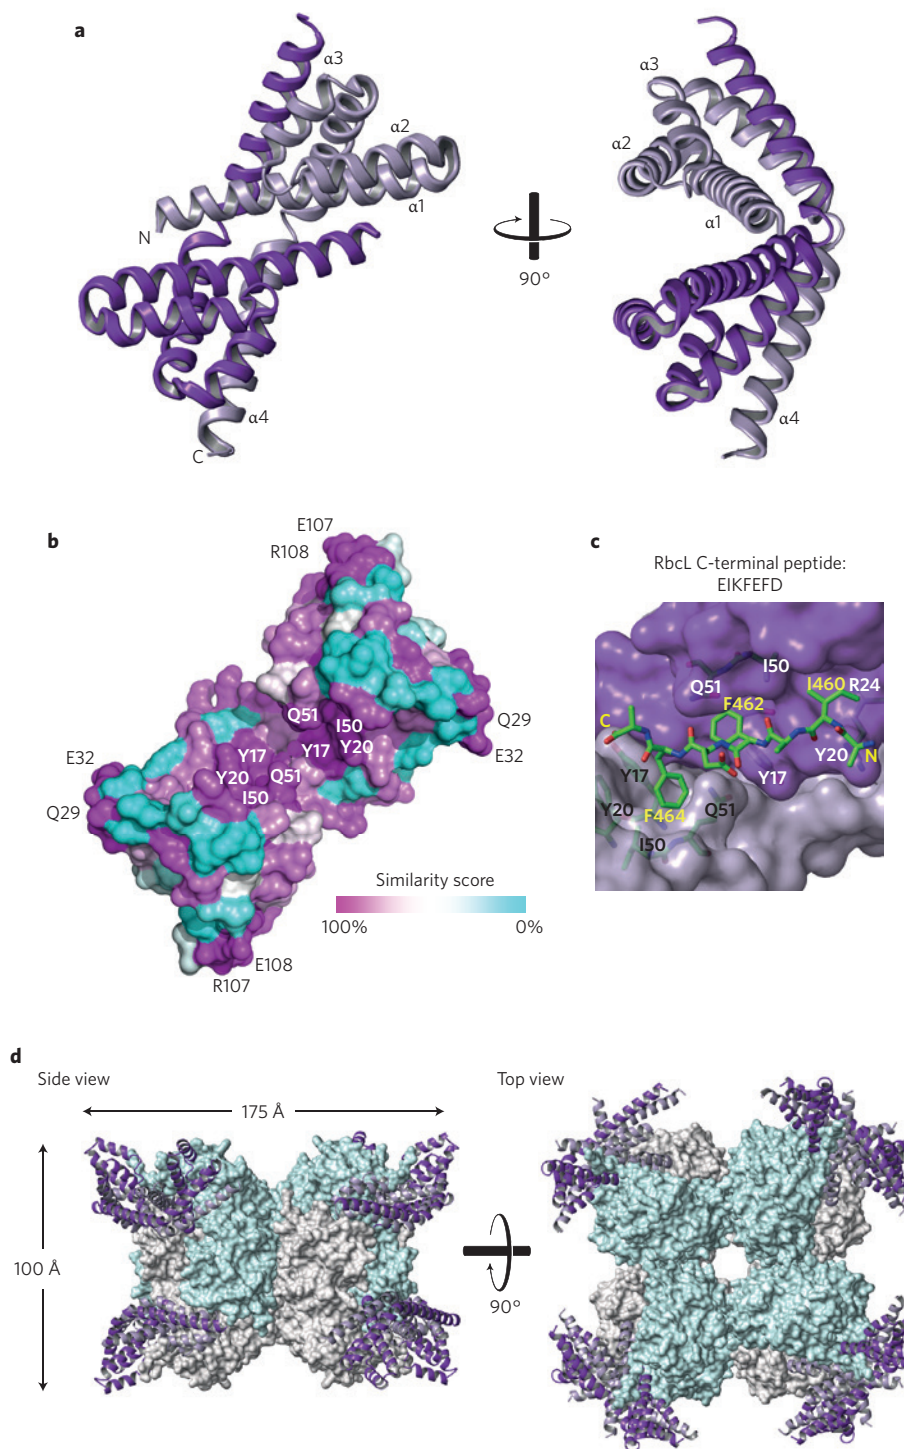 a
α3
α2
α1
N
α4
C
90°
α3
α2
α1
α4
b
E107
R108
Q51
I50
Y17
Y17
Y20
Q29
E32
E32
Q29
Y20
Q51
I50
Similarity score
100%
0%
E108
R107
c
RbcL C-terminal peptide:
EIKFEFD
I50
Q51
I460
R24
F462
C
Y20
N
Y17
Y17
Y20
F464
Q51
I50
d
Side view
Top view
175 Å
100 Å
90°